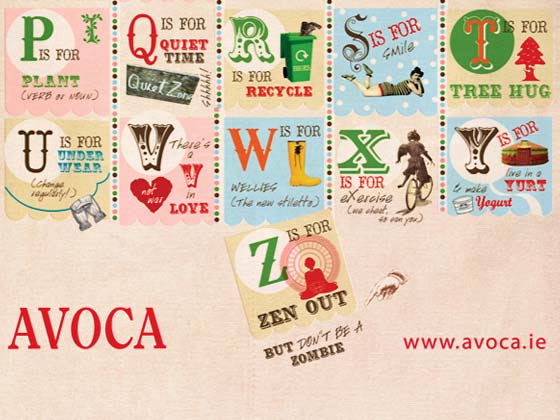 P IS FOR
PLANT
(VERB or NOUN)
Q IS FOR
QUIET
TIME
Quiet Zone
Shhhh!
R
IS FOR
RECYCLE
S IS FOR
Smile
T IS FOR
TREE HUG
U IS FOR
UNDER
WEAR
(Change
regularly!)
V
There's
a
V
not
war
in
LOVE
W IS FOR
WELLIES
(The new stiletto)
X
IS FOR
eXercise
(we cheat,
so can you)
Y IS FOR
live in a
YURT
to make
Yogurt
Z IS FOR
ZEN OUT
BUT DON'T BE A
ZOMBIE
AVOCA
www.avoca.ie